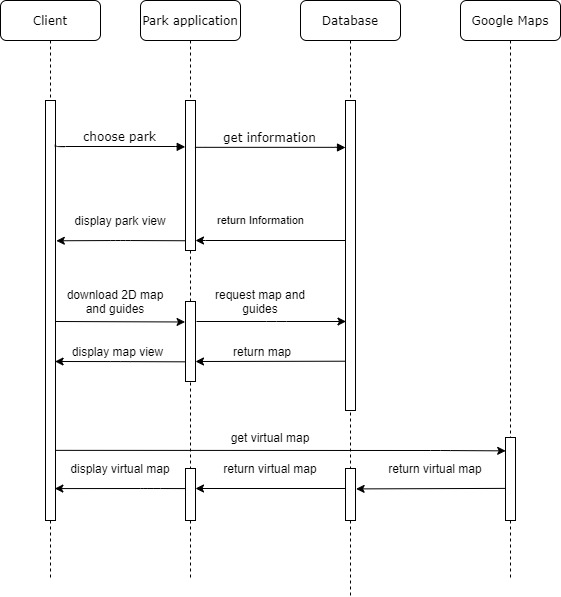 Client
Park application
Database
Google Maps
choose park
get information
display park view
return Information
download 2D map
and guides
request map and
guides
display map view
return map
get virtual map
display virtual map
return virtual map
return virtual map